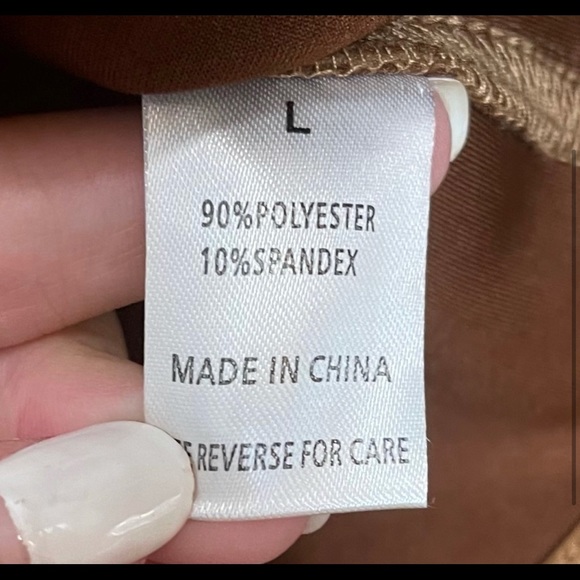 L
90%POLYESTER
10%SPANDEX
MADE IN CHINA
REVERSE FOR CARE